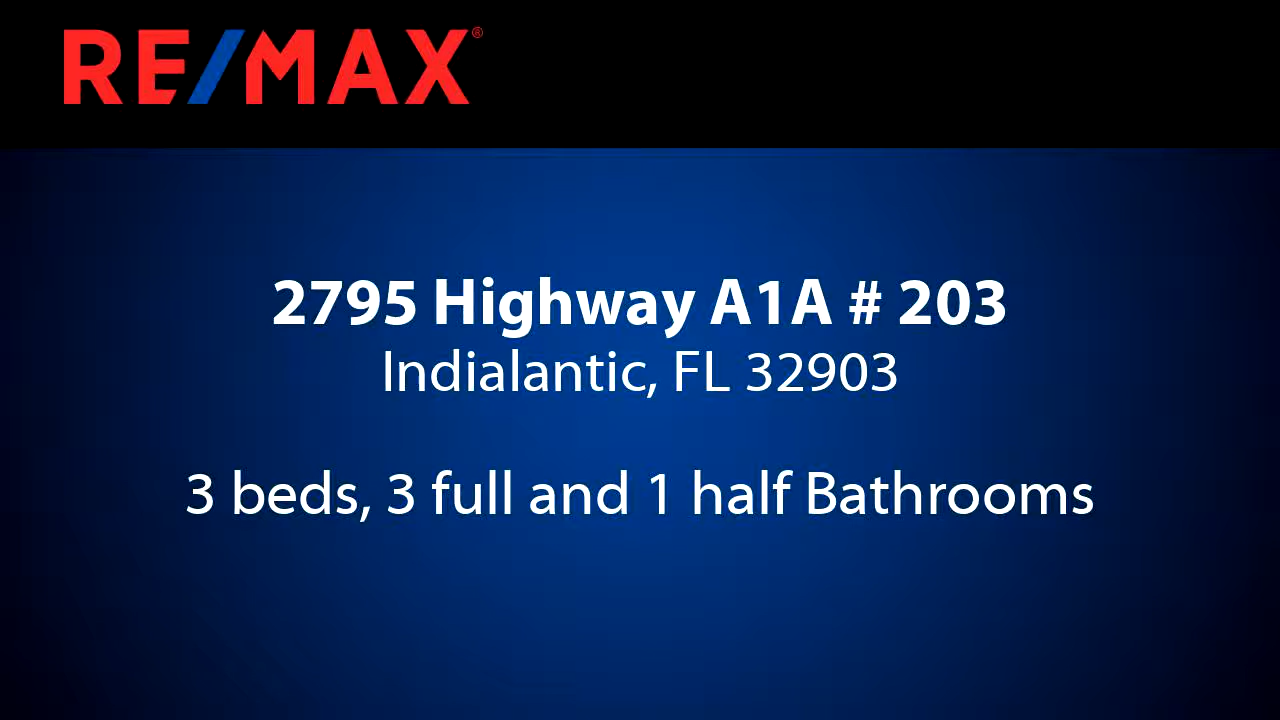 RE/MAX®
2795 Highway A1A # 203
Indialantic, FL 32903
3 beds, 3 full and 1 half Bathrooms